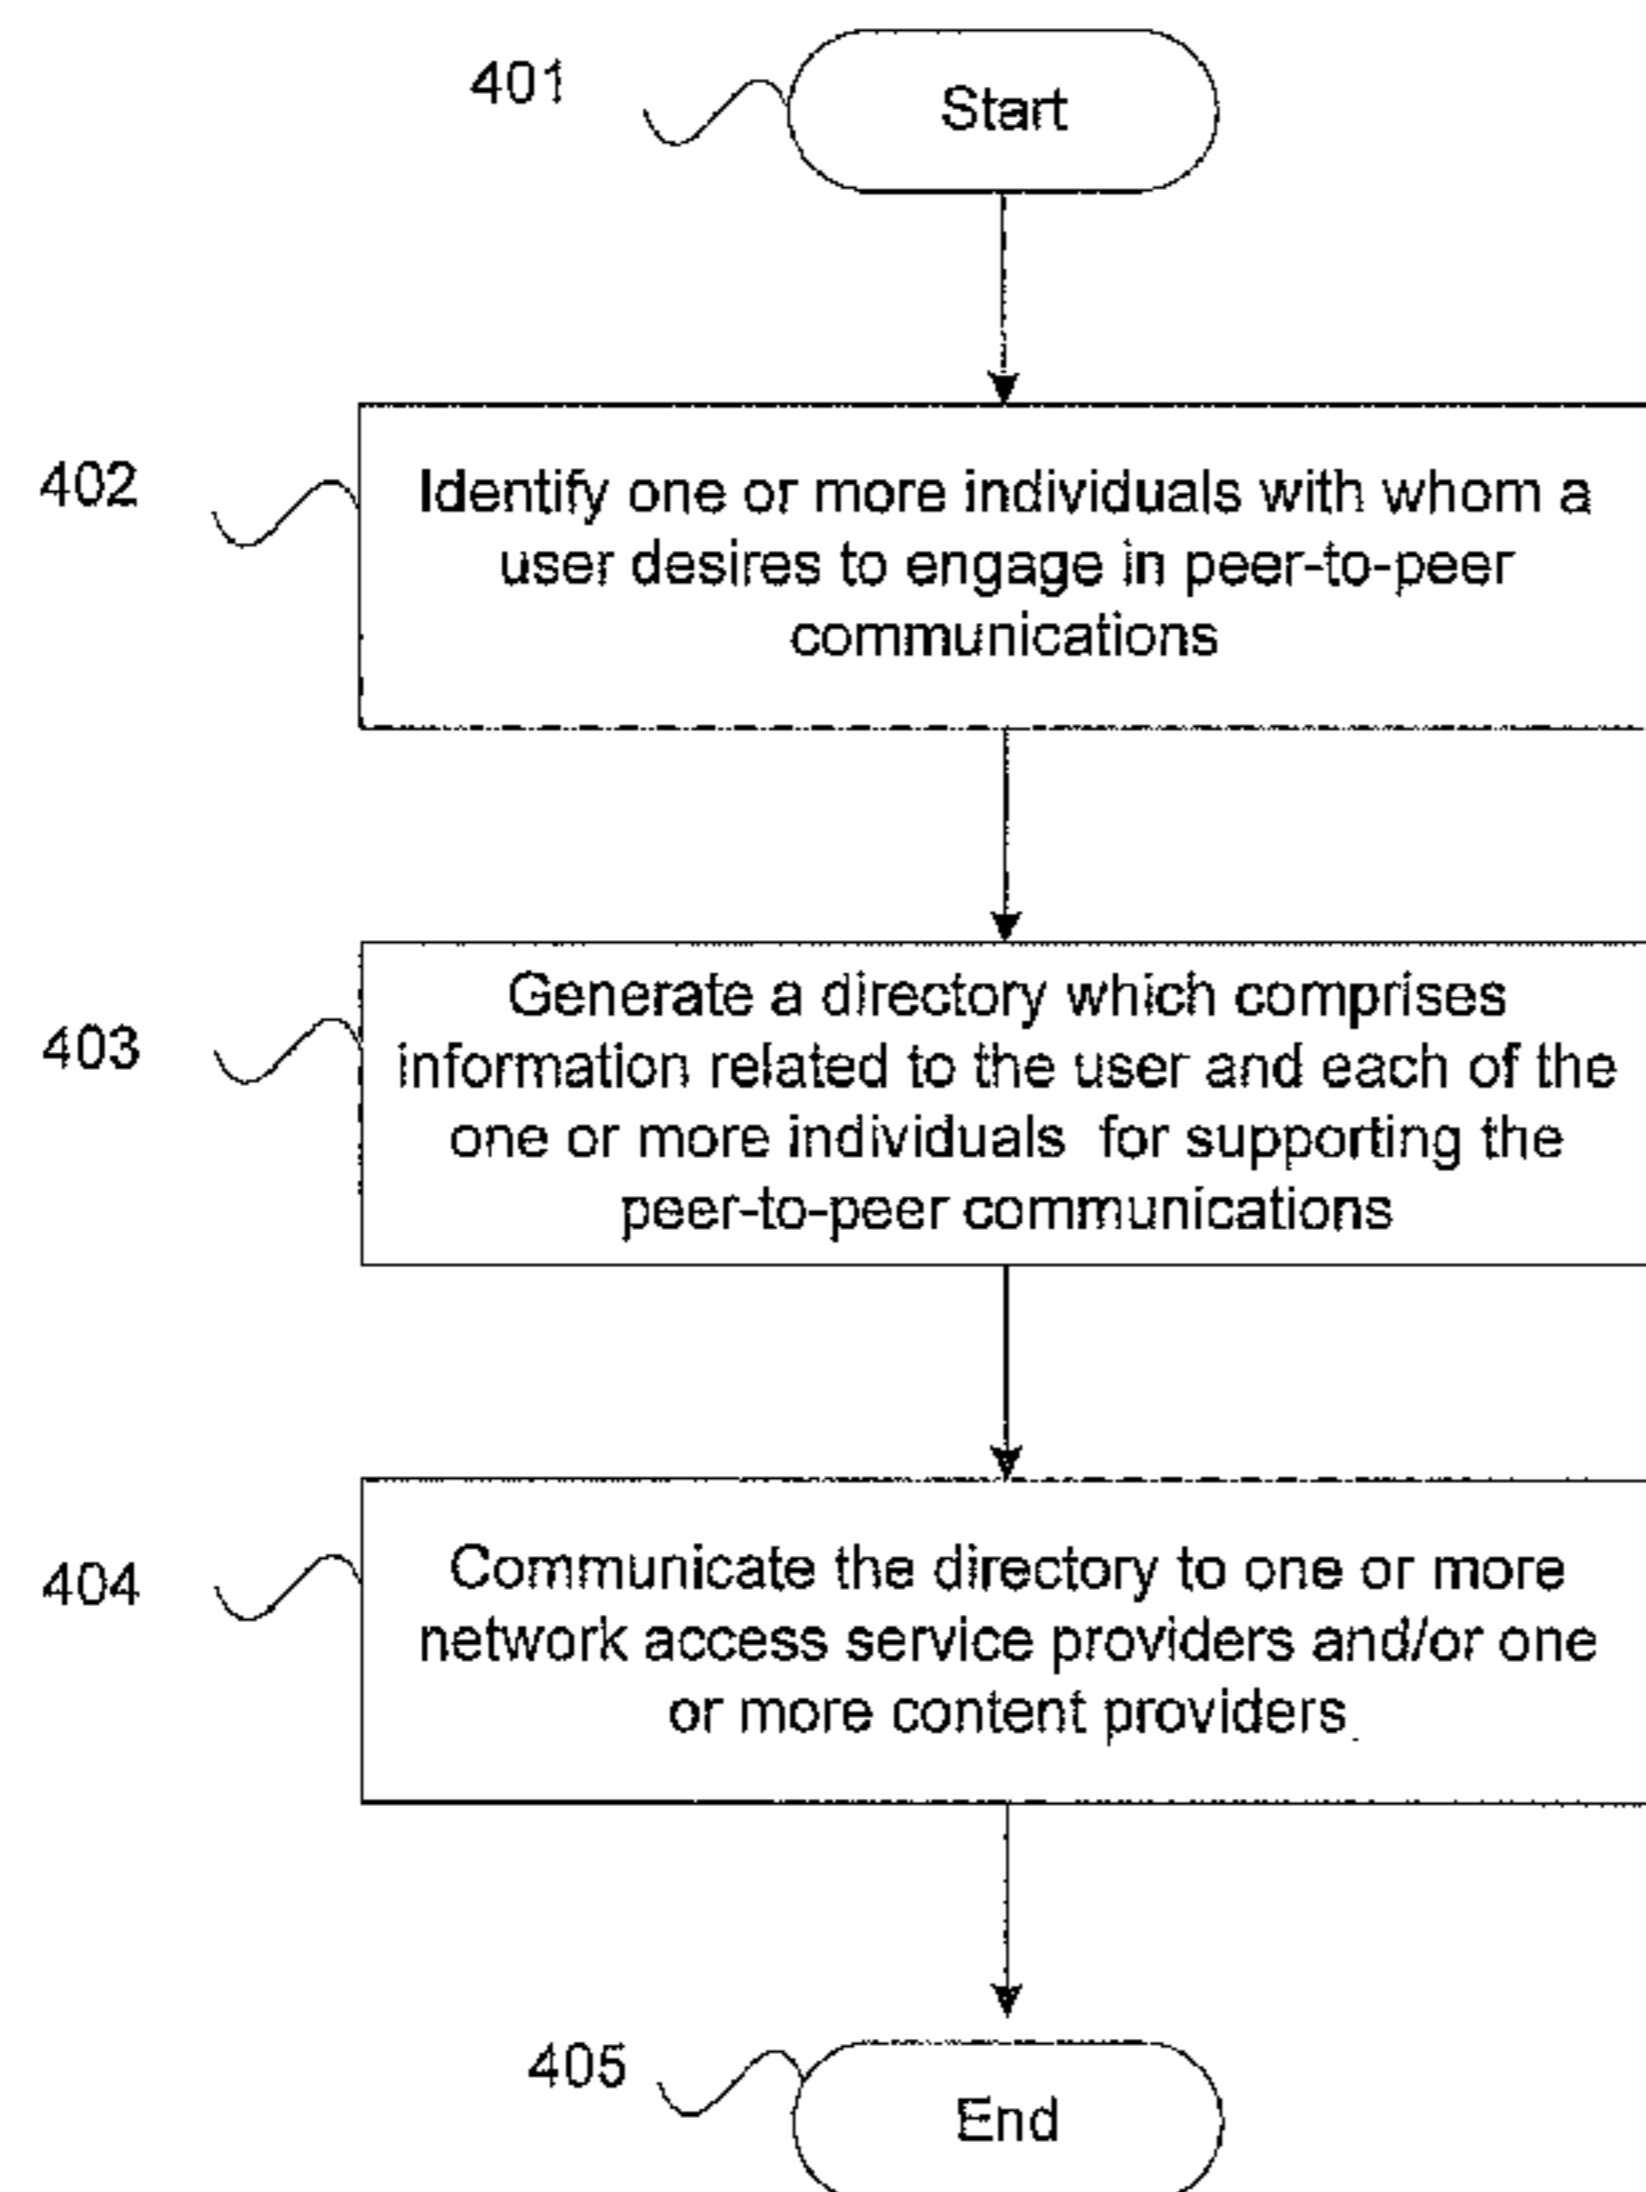 401
Start
402
Identify one or more individuals with whom a
user desires to engage in peer-to-peer
communications
403
Generate a directory which comprises
information related to the user and each of the
one or more individuals for supporting the
peer-to-peer communications
404
Communicate the directory to one or more
network access service providers and/or one
or more content providers
405
End